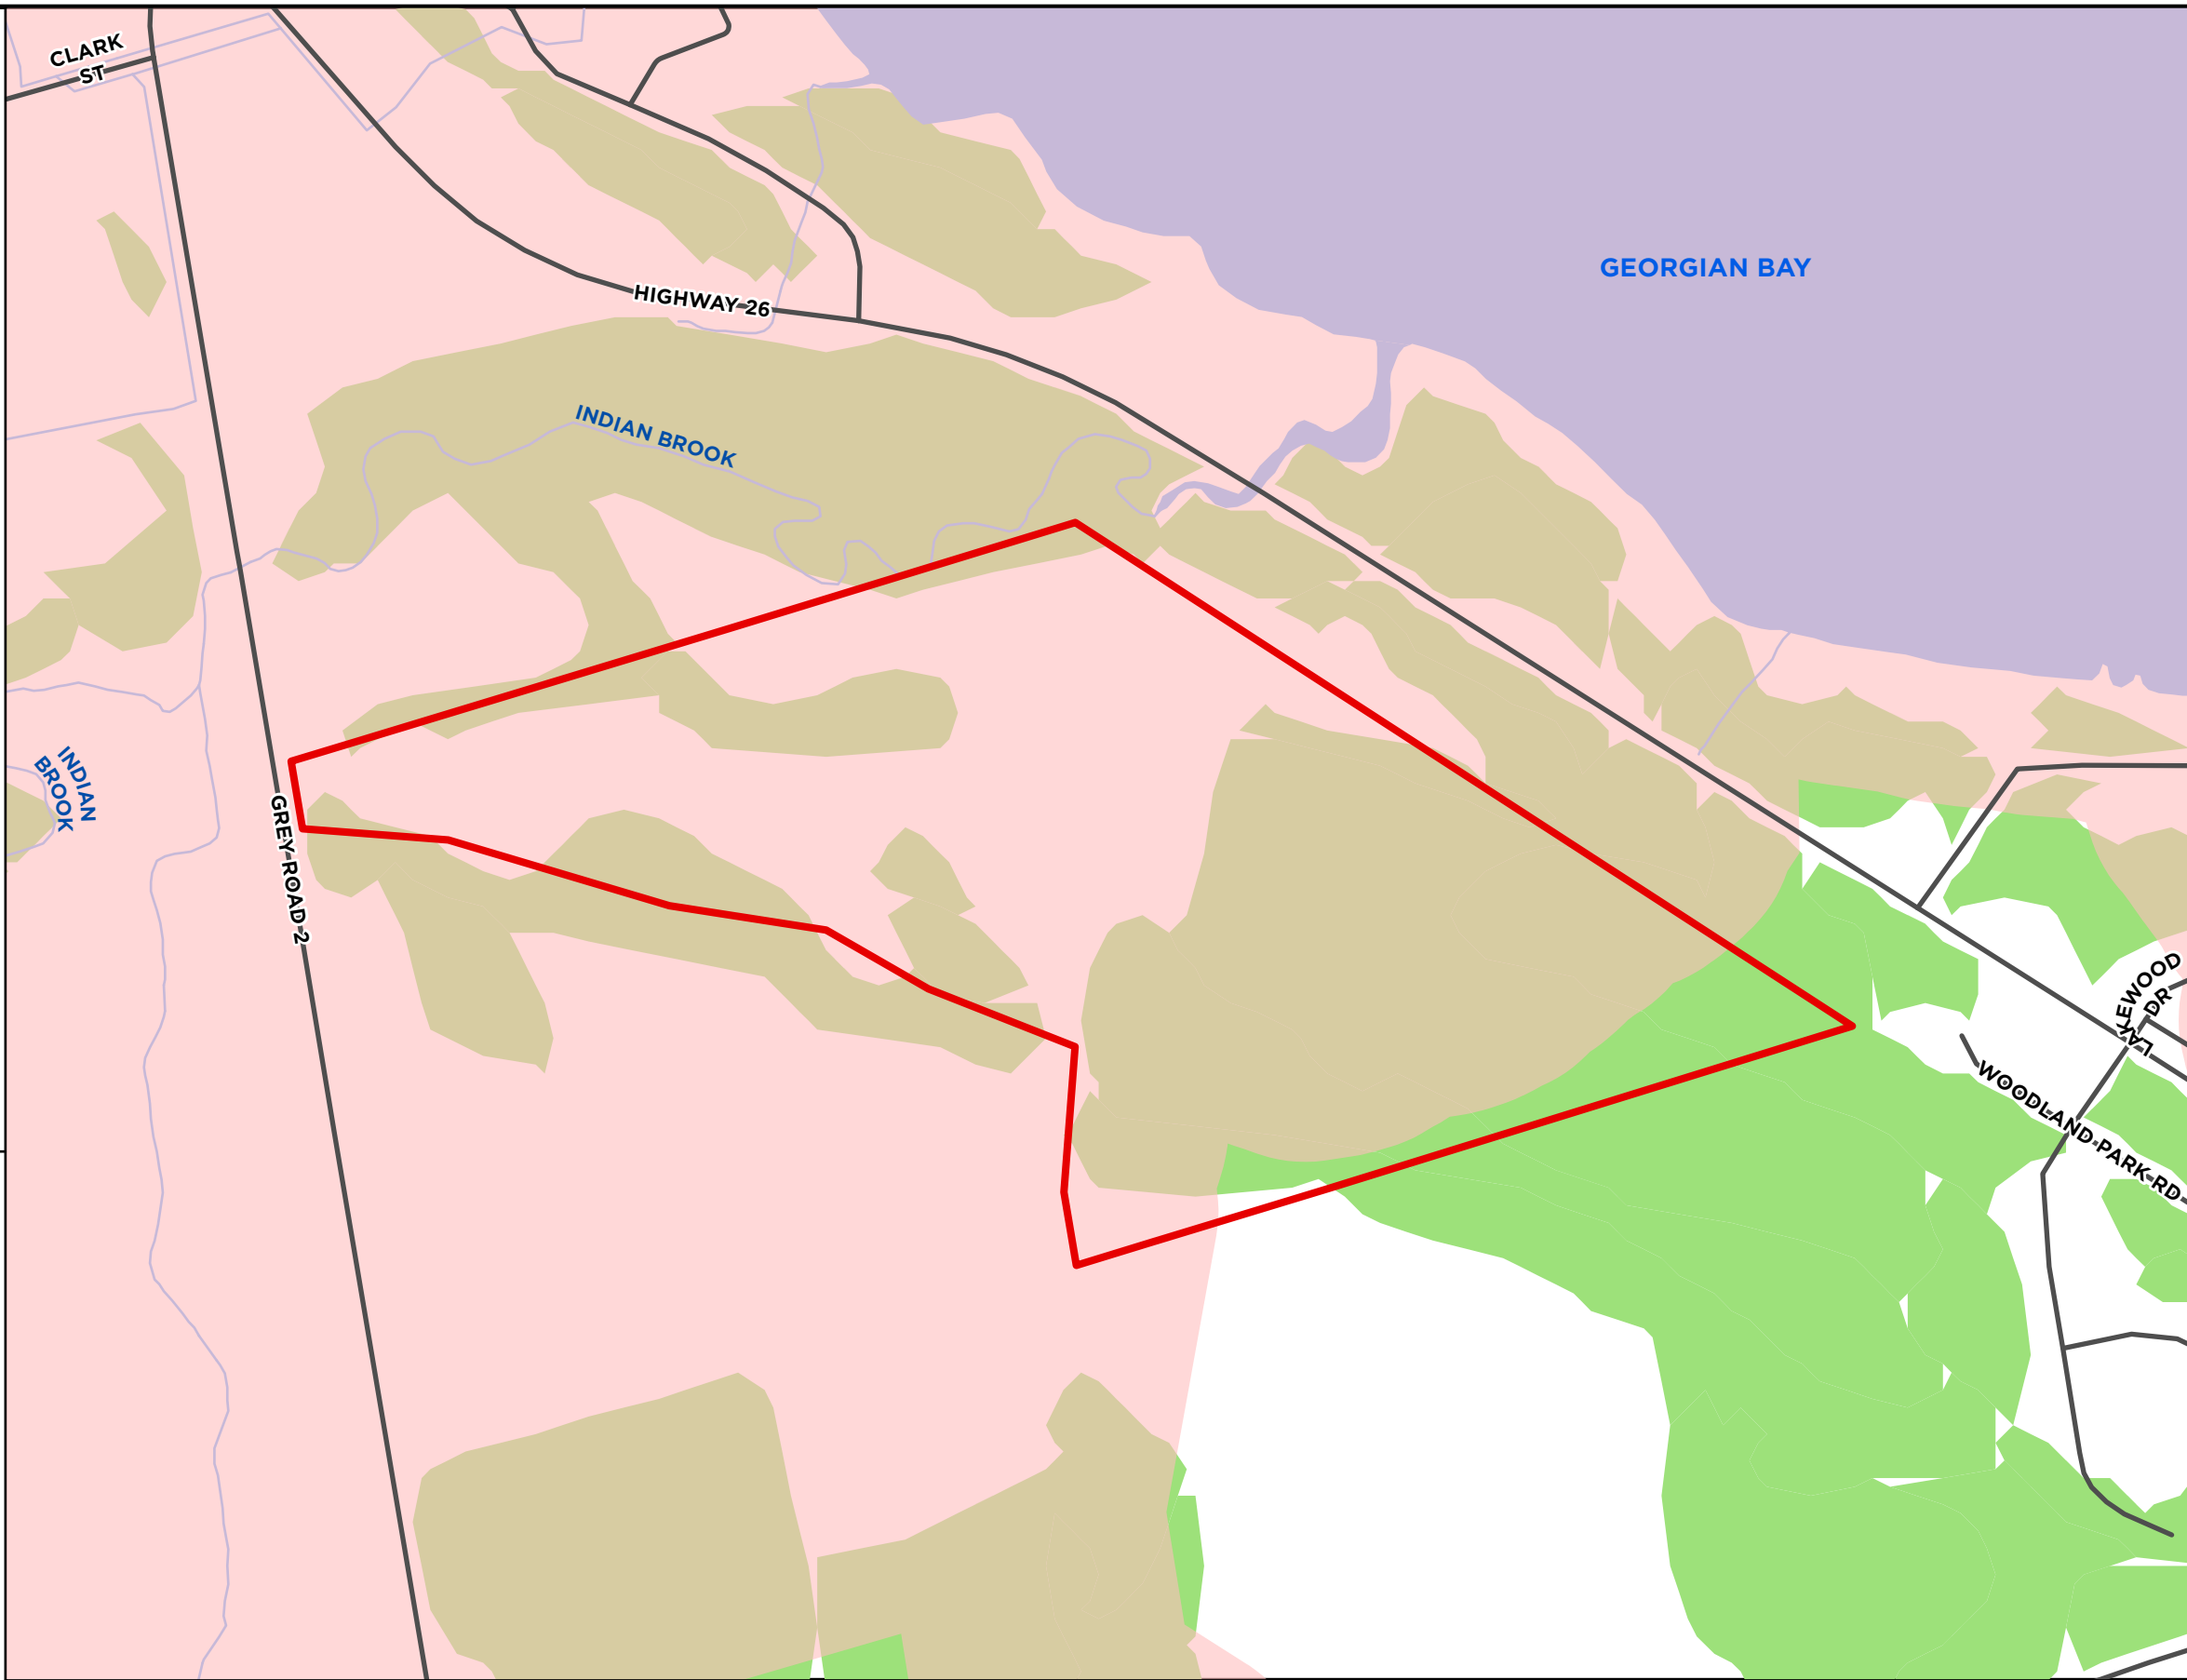 CLARK
ST
GEORGIAN BAY
HIGHWAY 26
INDIAN BROOK
INDIAN
BROOK
GREY ROAD 2
LAKEWOOD
DR
WOODLAND PARK RD